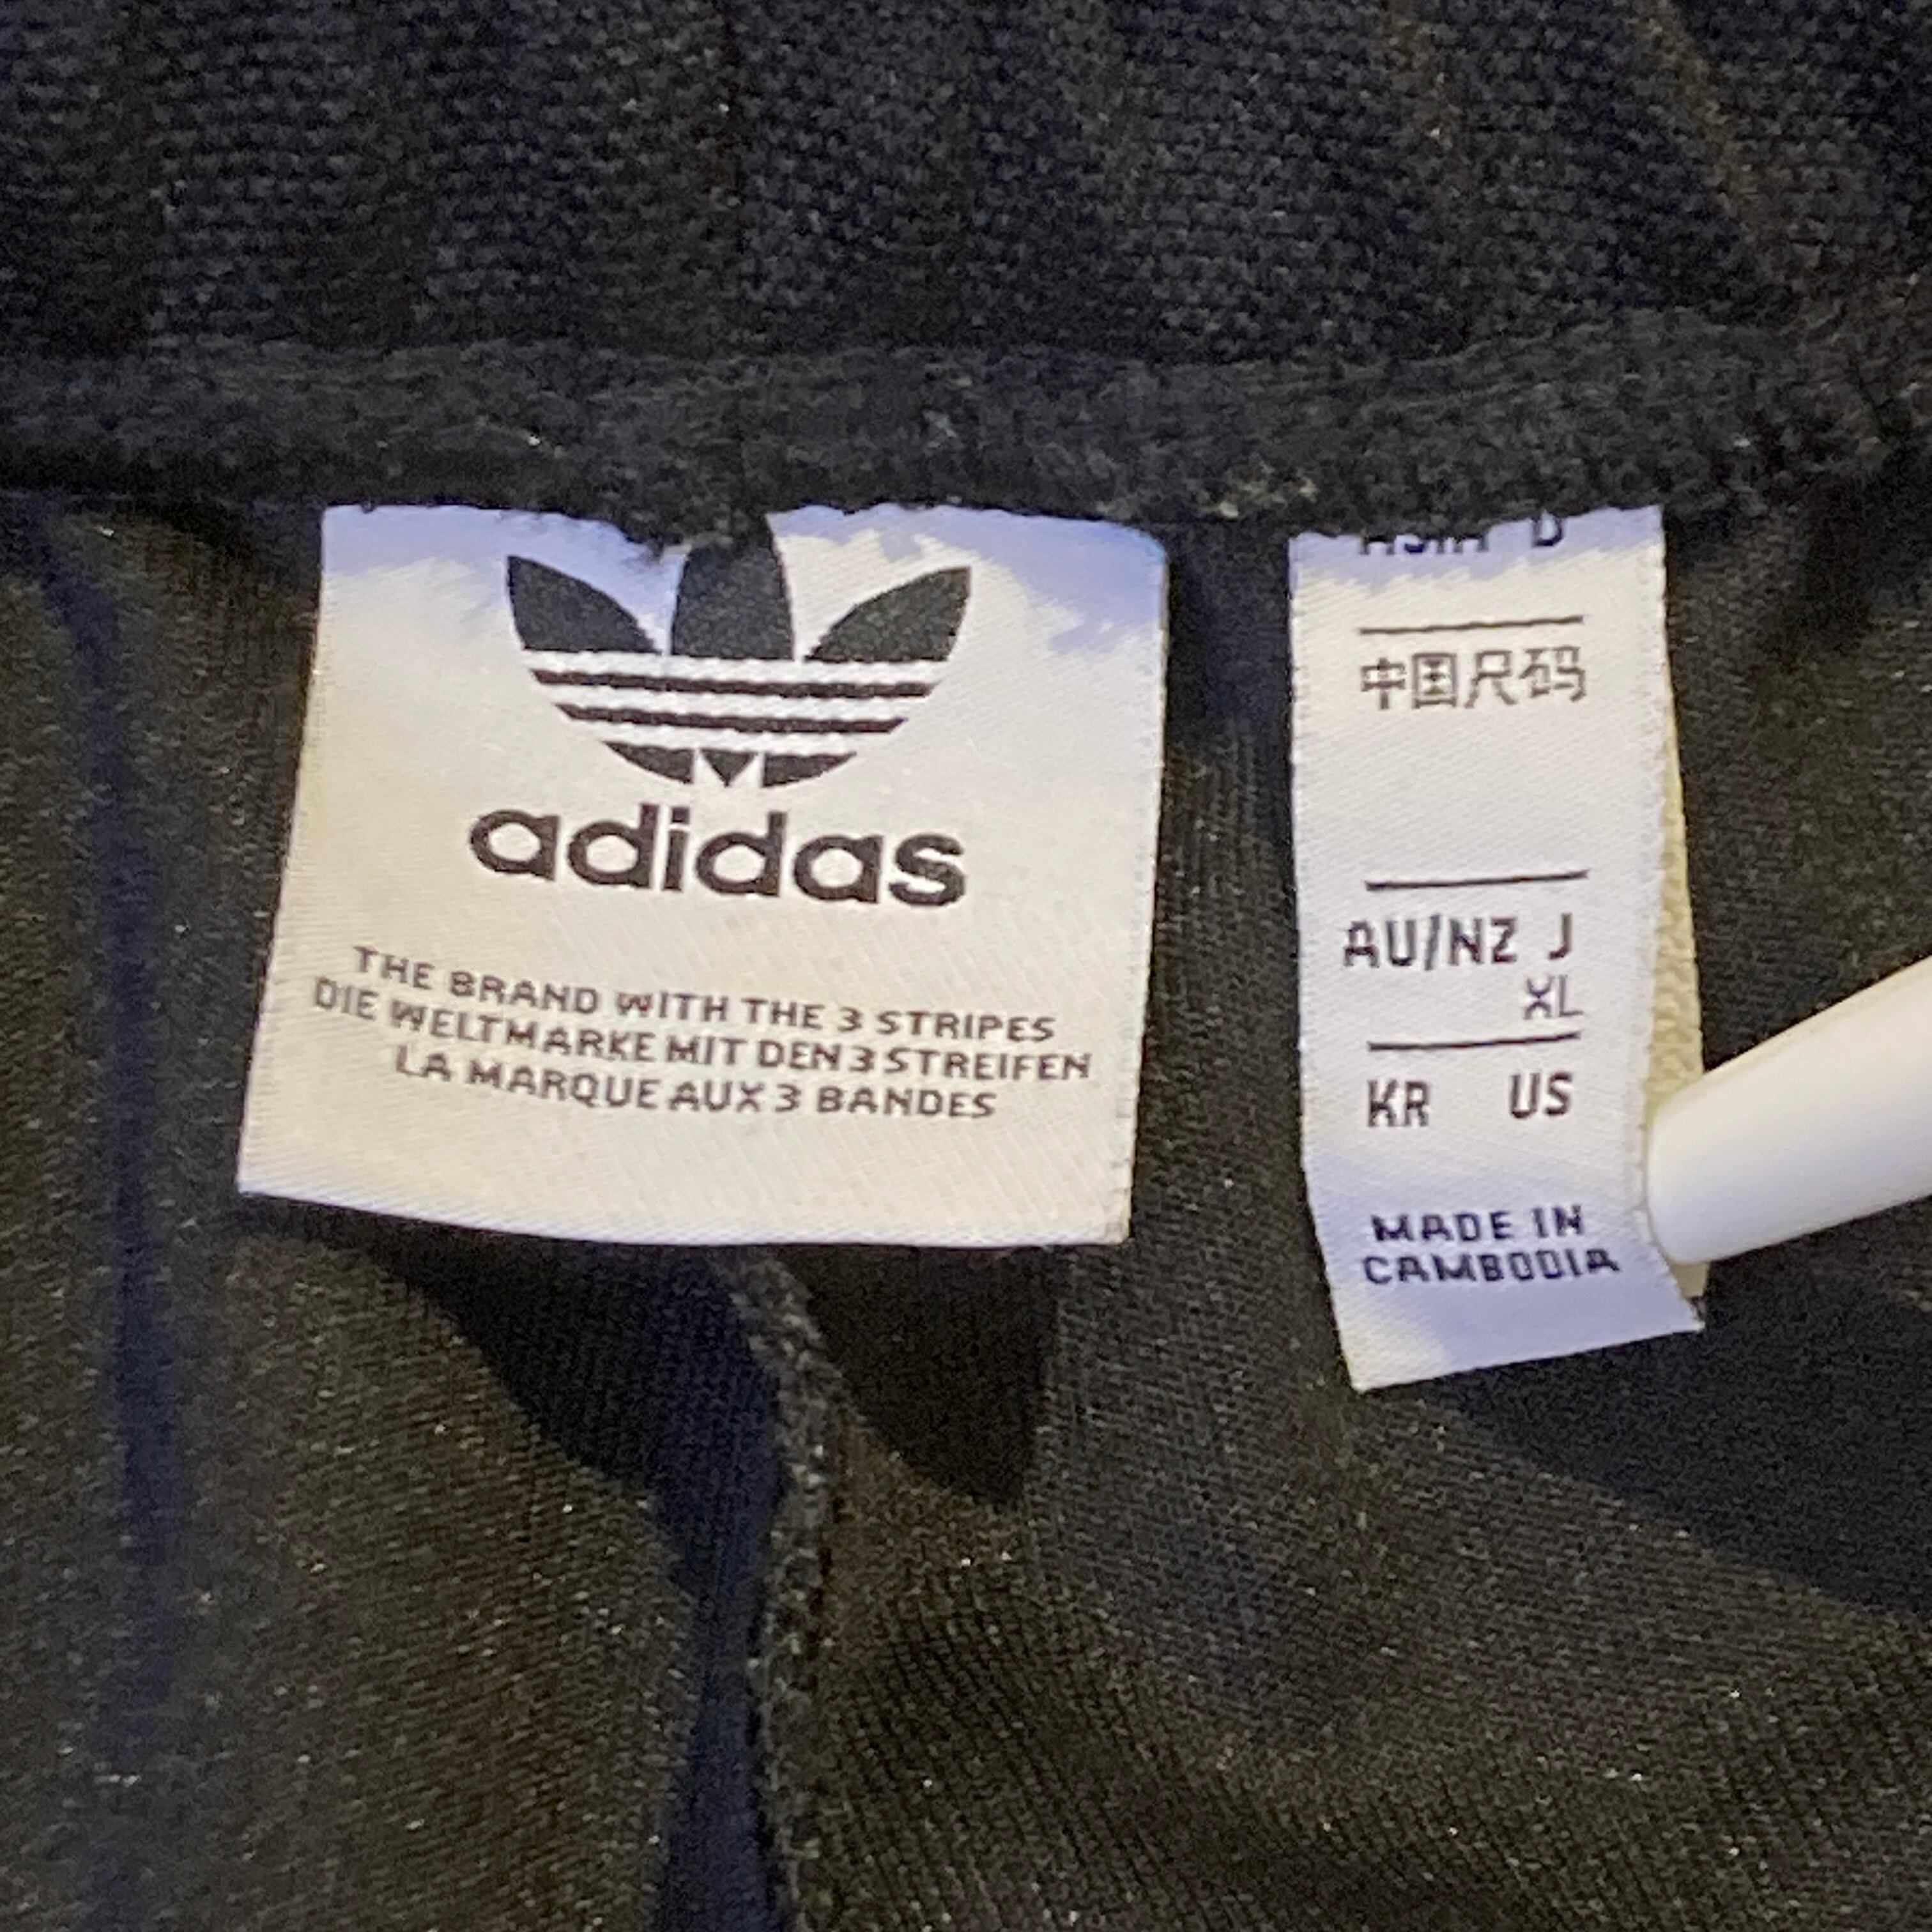 adidas
THE BRAND WITH THE 3 STRIPES
DIE WELTMARKE MIT DEN 3 STREIFEN
LA MARQUE AUX 3 BANDES
ASIA D
中国尺码
AU/NZ J
XL
KR US
MADE IN
CAMBODIA